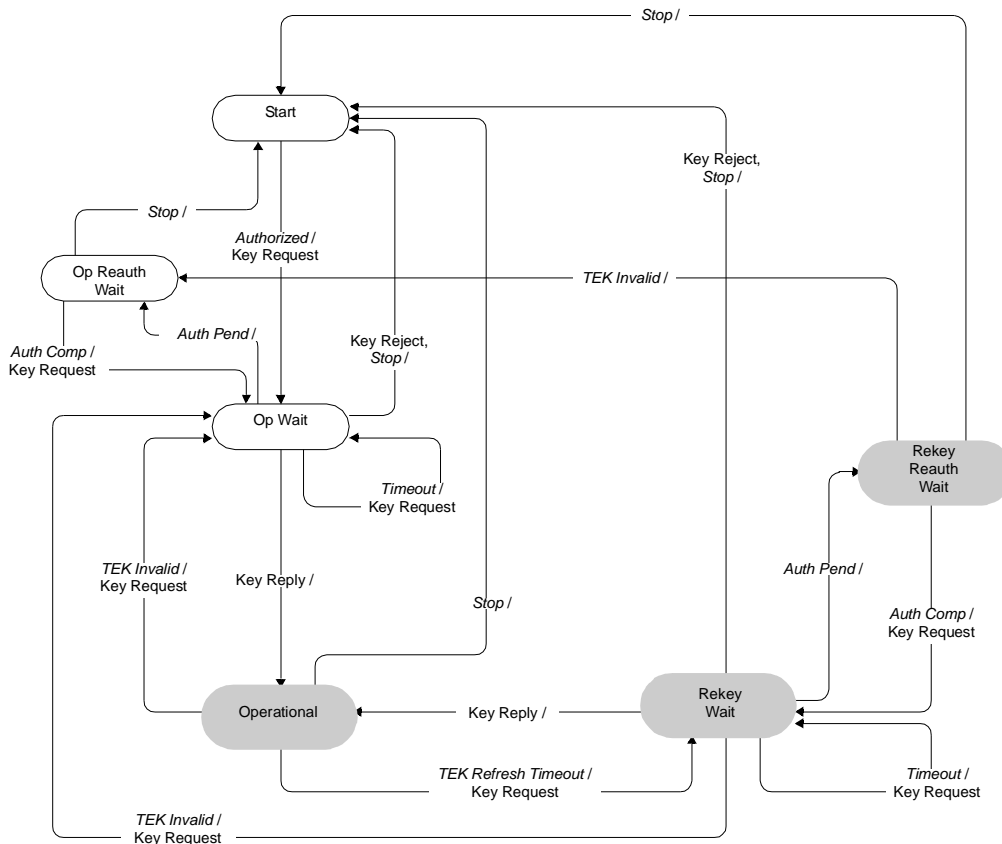 Stop /
Start
Key Reject,
Stop /
Stop /
Authorized /
Key Request
Op Reauth
Wait
TEK Invalid /
Auth Pend /
Key Reject,
Stop /
Auth Comp /
Key Request
Op Wait
Rekey
Reauth
Wait
Timeout /
Key Request
TEK Invalid /
Key Request
Key Reply /
Auth Pend /
Stop /
Auth Comp /
Key Request
Operational
Key Reply /
Rekey
Wait
TEK Refresh Timeout /
Key Request
Timeout /
Key Request
TEK Invalid /
Key Request